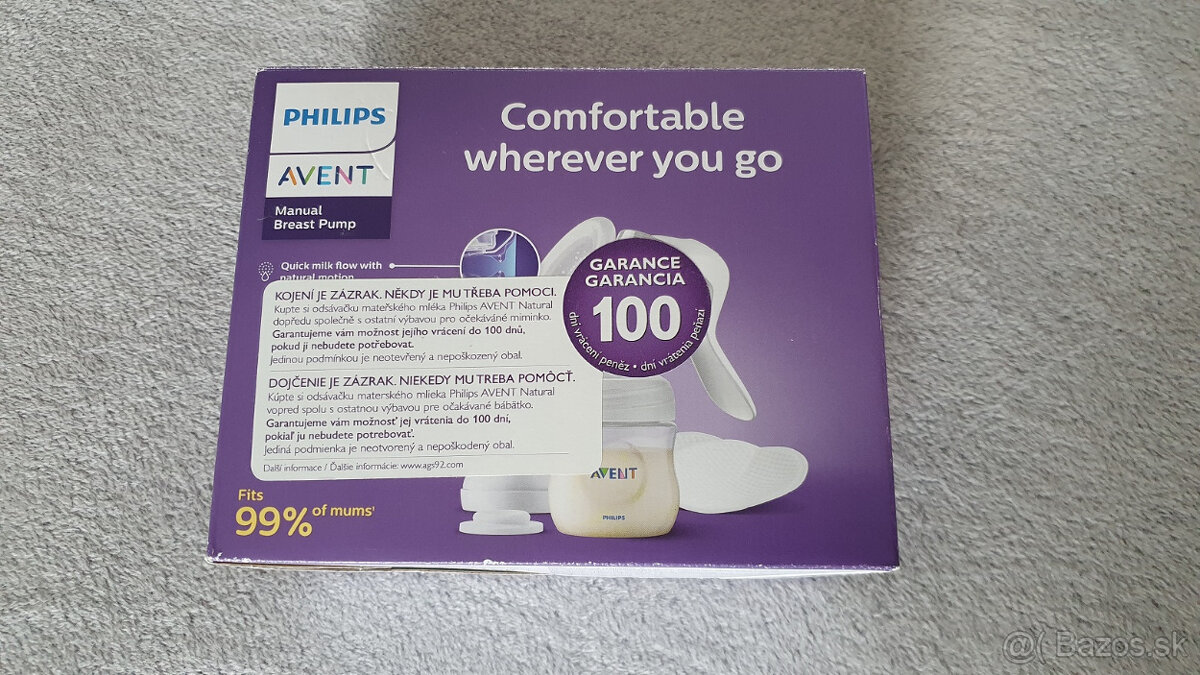 PHILIPS
AVENT
Manual
Breast Pump
Comfortable
wherever you go
Quick milk flow with
natural motion
GARANCE
GARANCIA
100
dní vrácení peněz • dní vrátenia peňazí
KOJENÍ JE ZÁZRAK. NĚKDY JE MU TŘEBA POMOCI.
Kupte si odsávačku mateřského mléka Philips AVENT Natural
dopředu společně s ostatní výbavou pro očekávané miminko.
Garantujeme vám možnost jejího vrácení do 100 dnů,
pokud ji nebudete potřebovat.
Jedinou podmínkou je neotevřený a nepoškozený obal.
DOJČENIE JE ZÁZRAK. NIEKEDY MU TREBA POMÔCŤ.
Kúpte si odsávačku materského mlieka Philips AVENT Natural
vopred spolu s ostatnou výbavou pre očakávané bábätko.
Garantujeme vám možnosť jej vrátenia do 100 dní,
pokiaľ ju nebudete potrebovať.
Jediná podmienka je neotvorený a nepoškodený obal.
Další informace / Ďalšie informácie: www.ags92.com
AVENT
PHILIPS
Fits
99% of mums¹
@( Bazos.sk